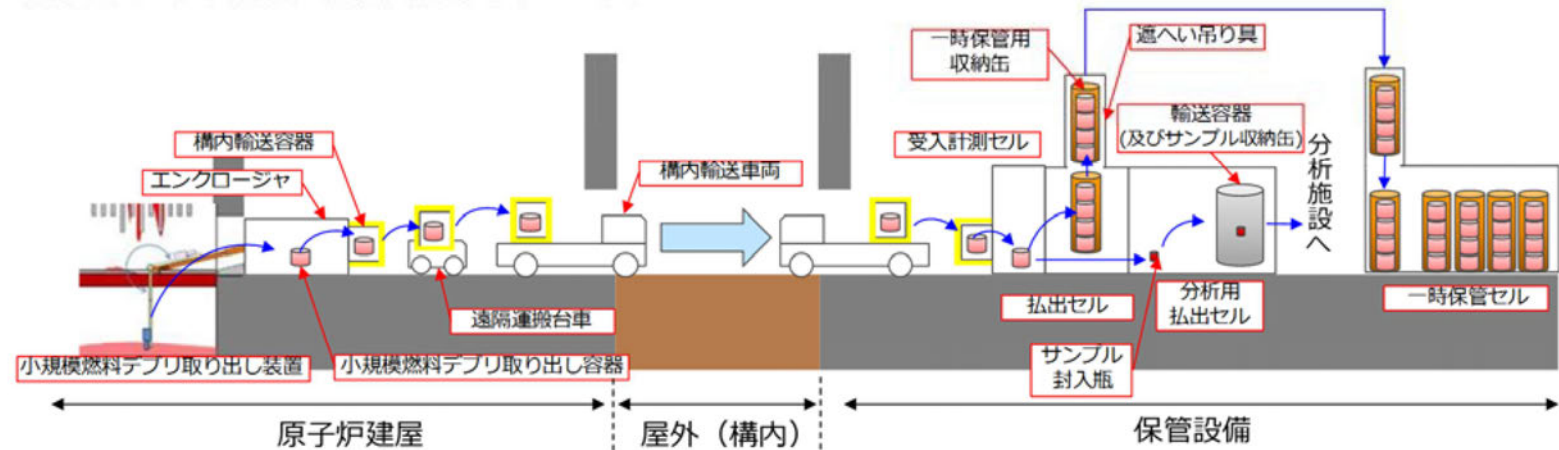 一時保管用
収納缶
遮へい吊り具
構内輸送容器
エンクロージャ
構内輸送車両
受入計測セル
輸送容器
(及びサンプル収納缶)
分析施設へ
遠隔運搬台車
小規模燃料デブリ取り出し装置
小規模燃料デブリ取り出し容器
払出セル
分析用
払出セル
サンプル
封入瓶
一時保管セル
原子炉建屋
屋外（構内）
保管設備